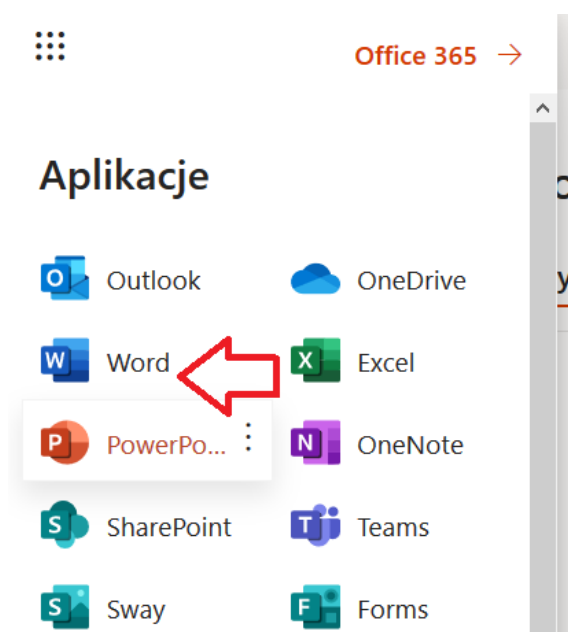 Office 365 →
Aplikacje
Outlook OneDrive
Word Excel
PowerPo... OneNote
SharePoint Teams
Sway Forms